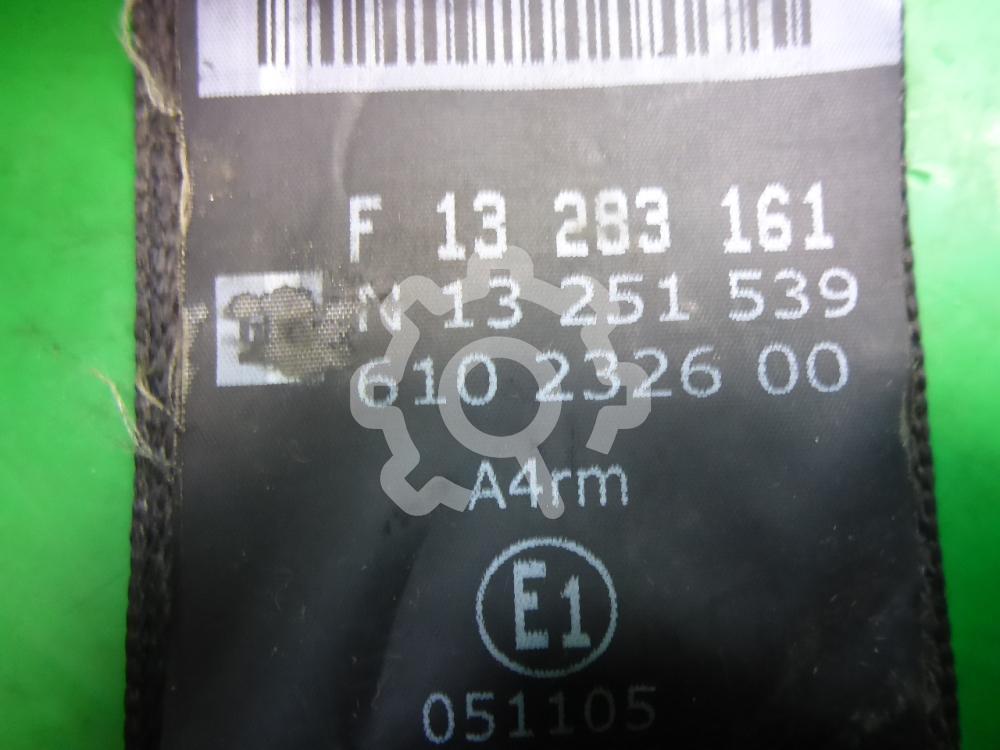 F 13 283 161
N 13 251 539
610 2326 00
A4rm
E1
051105